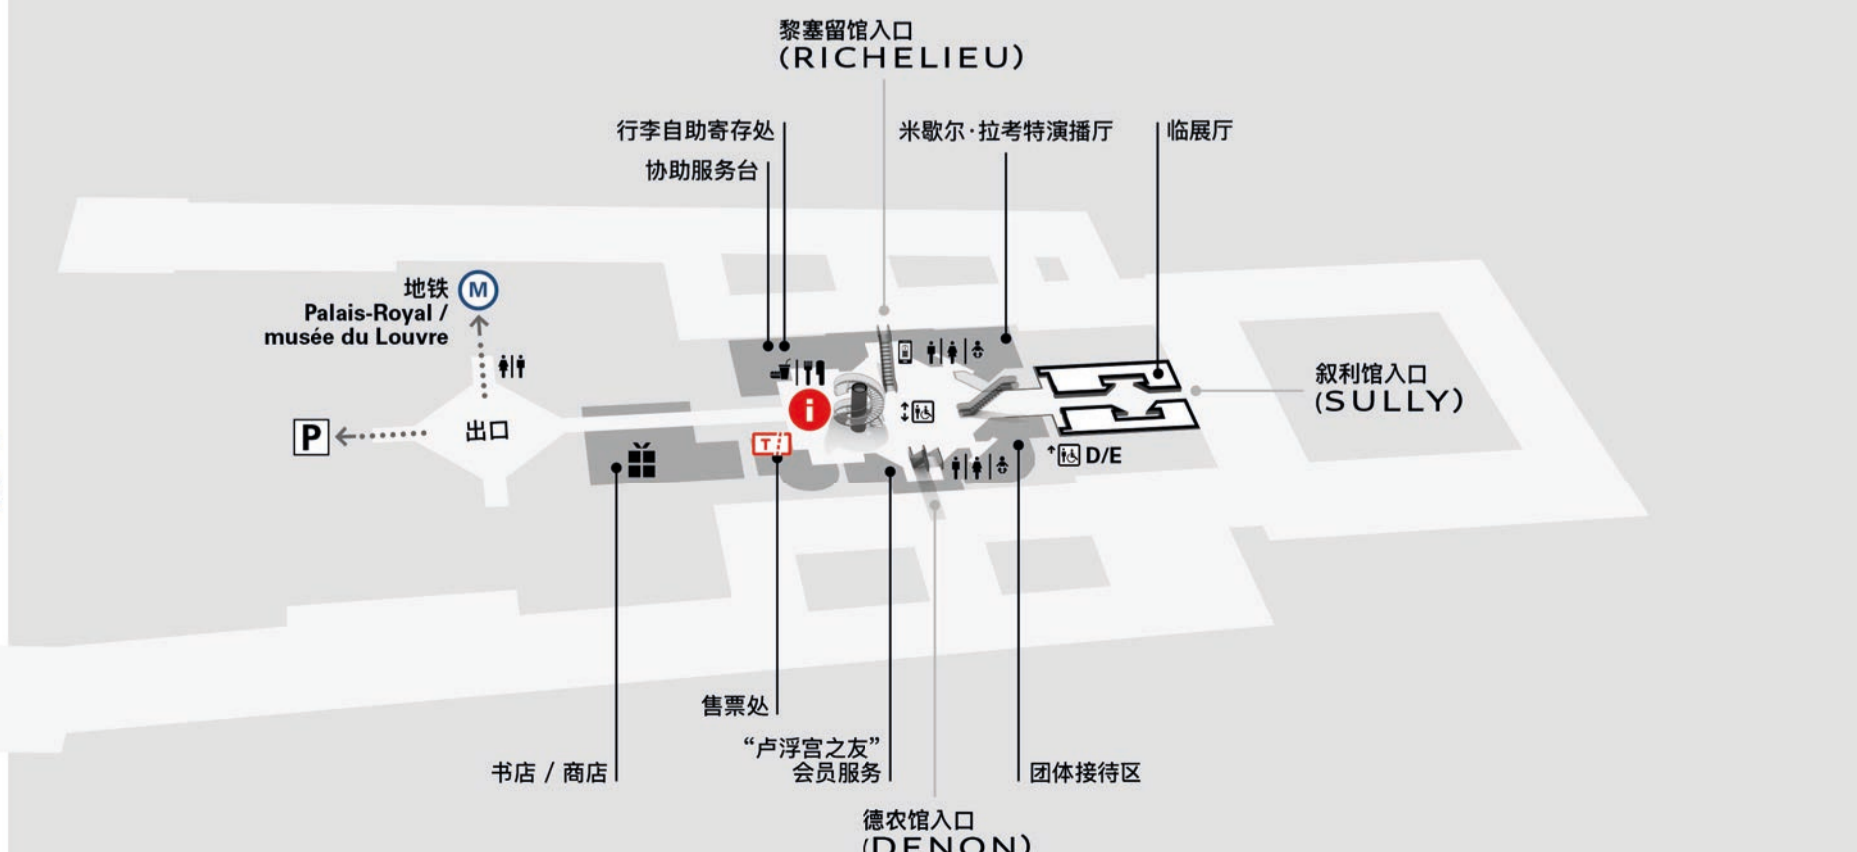 黎塞留馆入口
(RICHELIEU)
行李自助寄存处
米歇尔·拉考特演播厅
临展厅
协助服务台
地铁
M
Palais-Royal /
musée du Louvre
叙利馆入口
(SULLY)
i
P
出口
T
D/E
售票处
“卢浮宫之友”
会员服务
书店 / 商店
团体接待区
德农馆入口
(DENON)